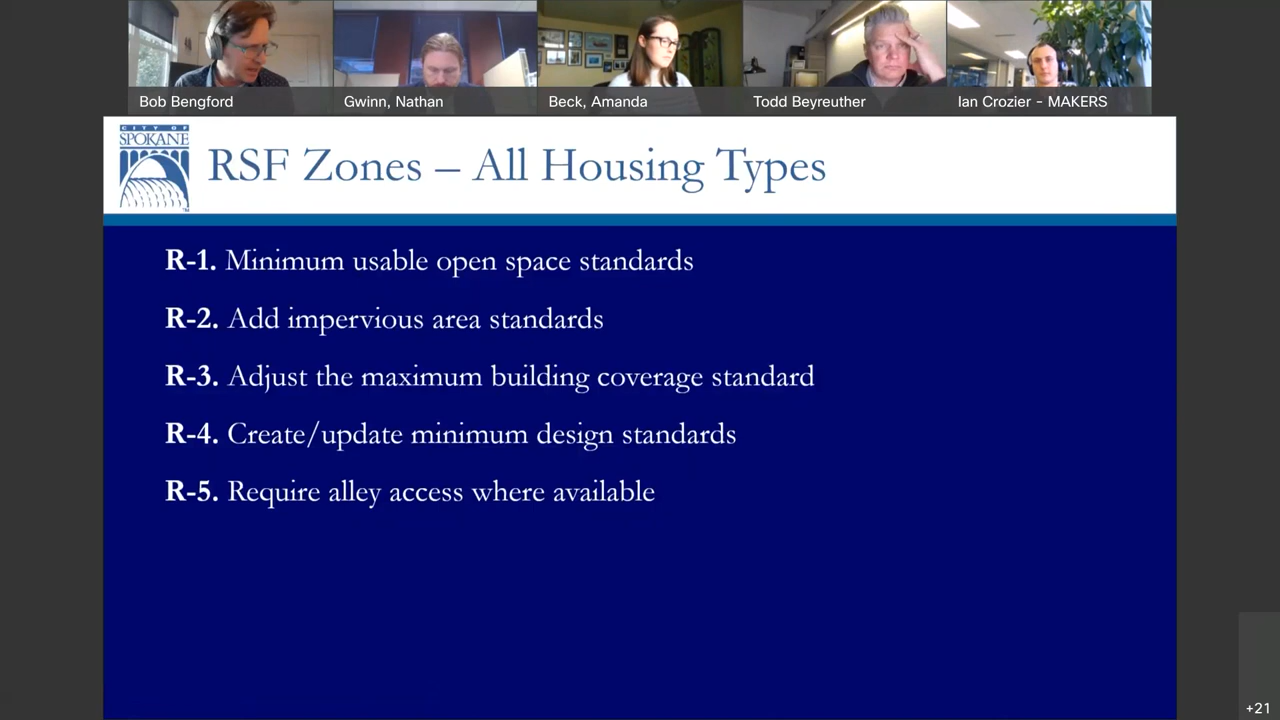 Bob Bengford
Gwinn, Nathan
Beck, Amanda
Todd Beyreuther
Ian Crozier - MAKERS
CITY OF
SPOKANE
RSF Zones – All Housing Types
R-1. Minimum usable open space standards
R-2. Add impervious area standards
R-3. Adjust the maximum building coverage standard
R-4. Create/update minimum design standards
R-5. Require alley access where available
+21